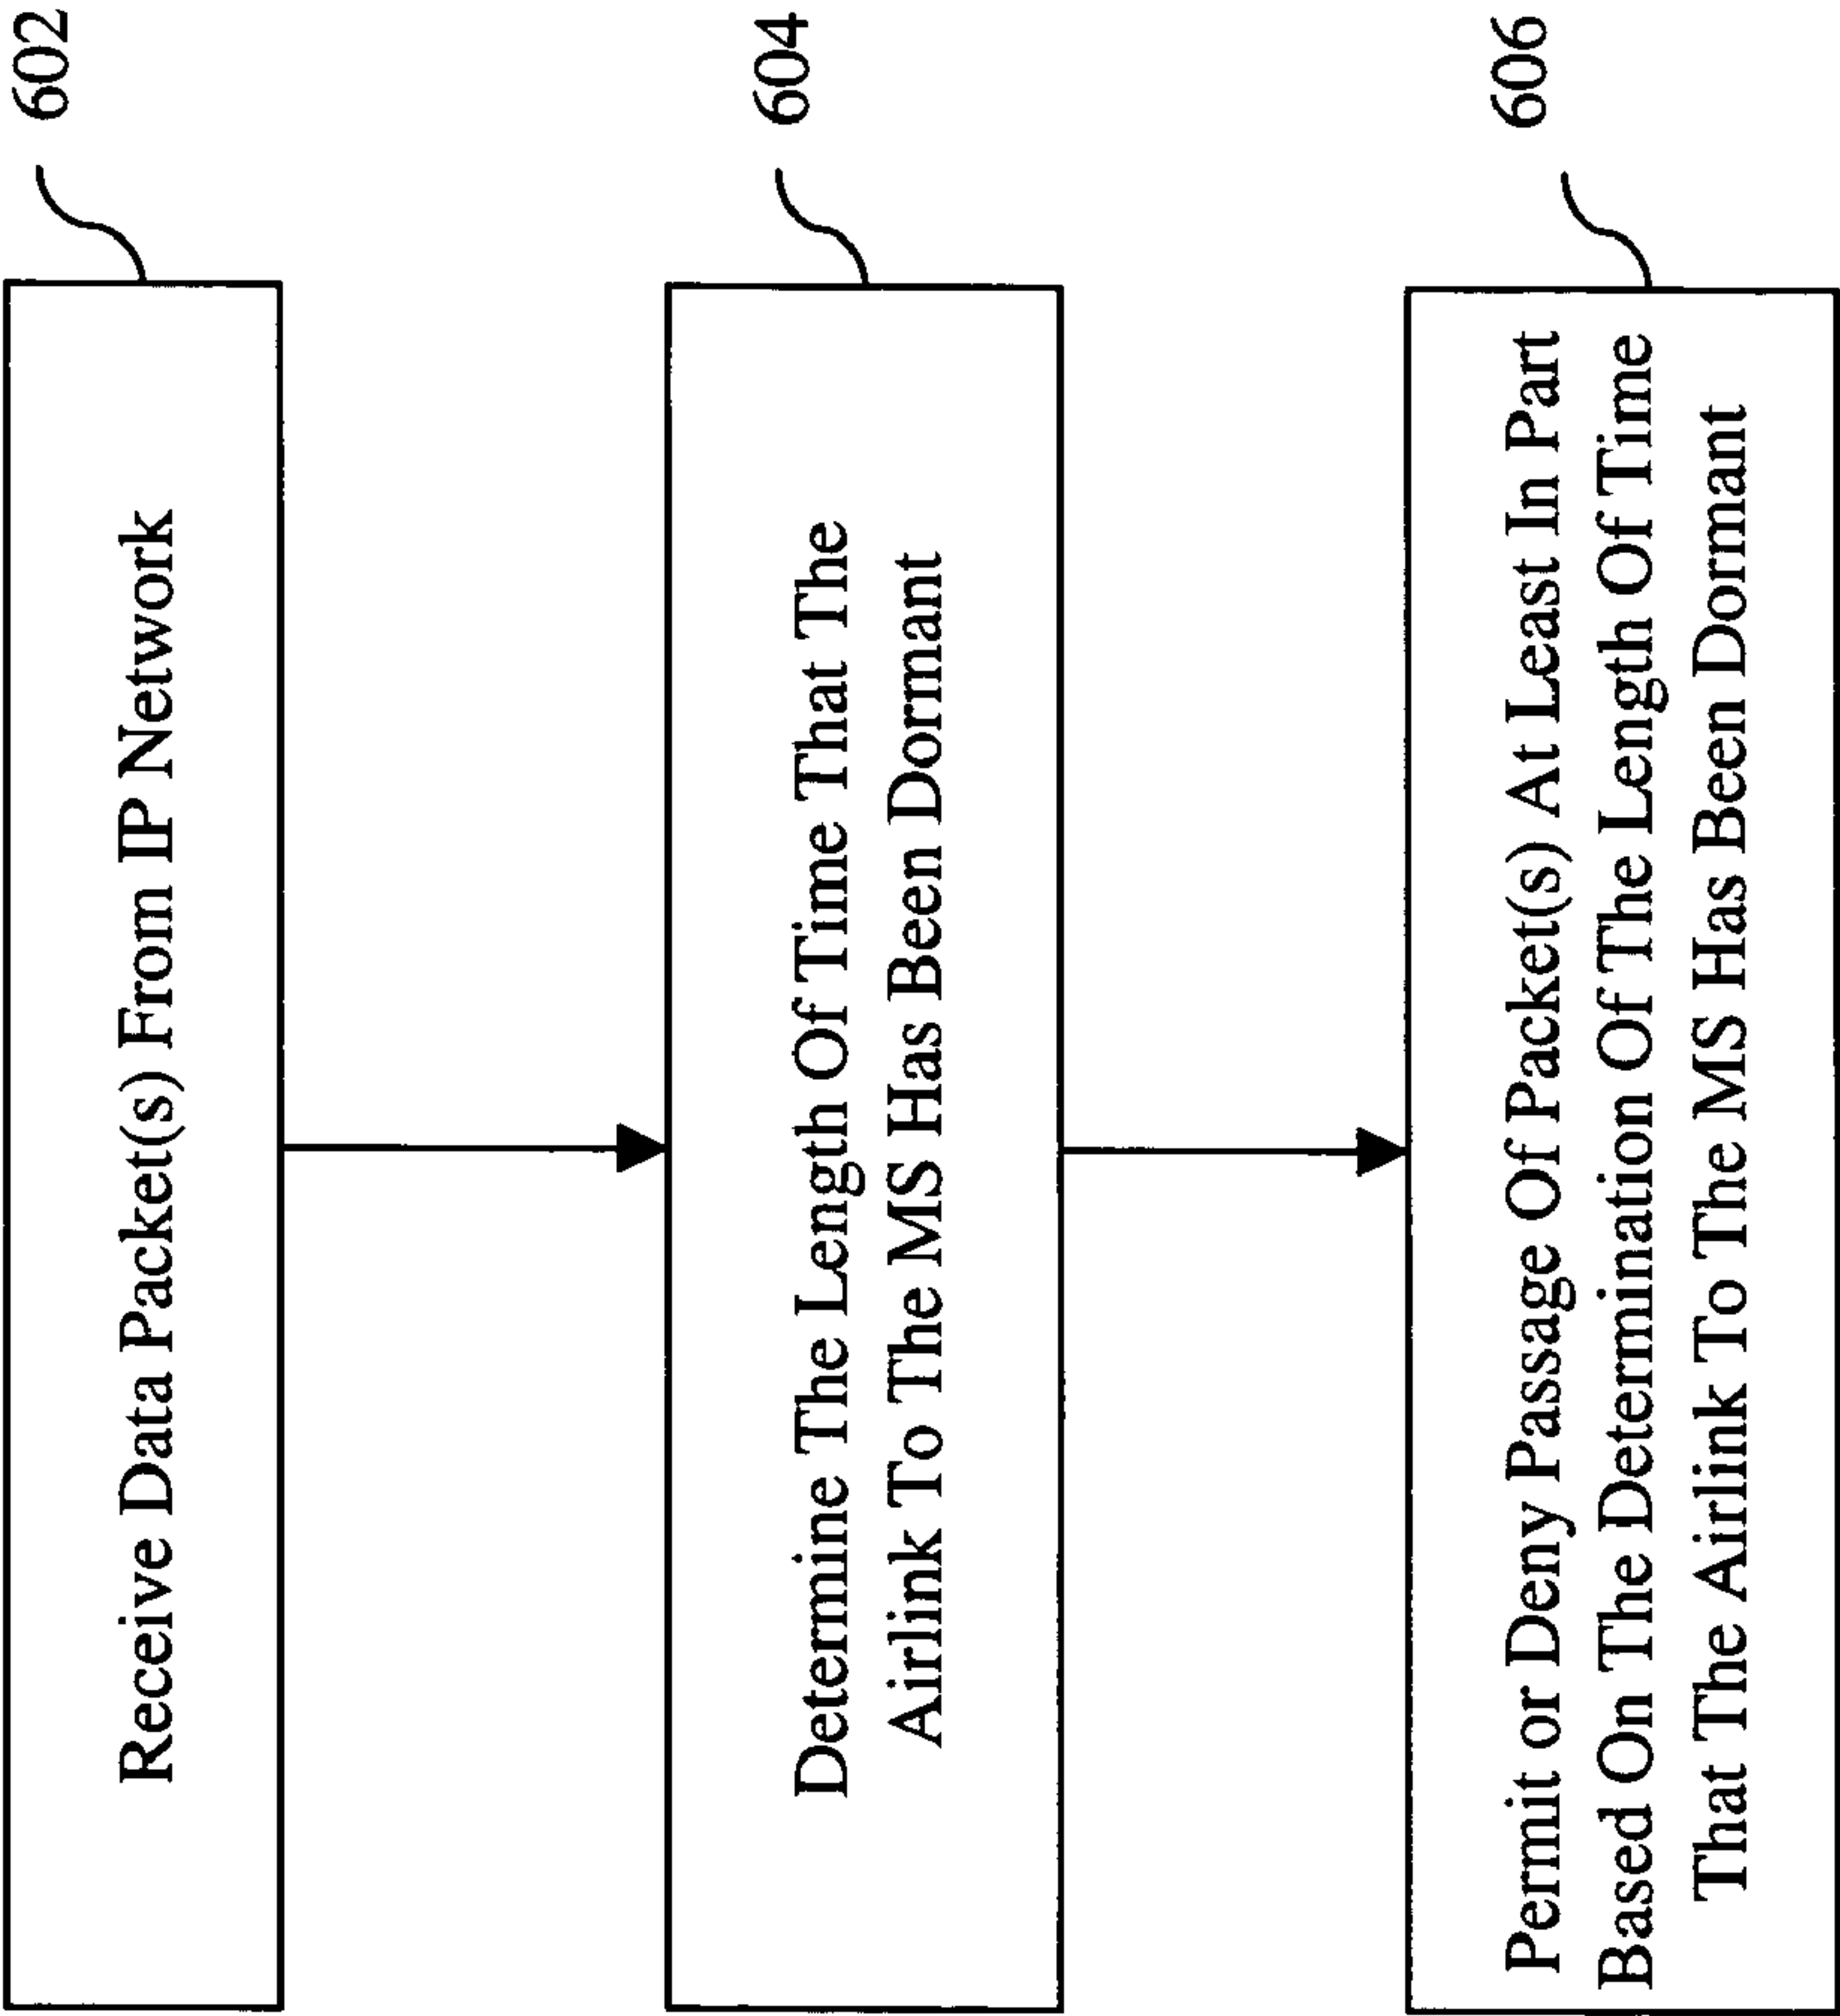 Receive Data Packet(s) From IP Network
602
Determine The Length Of Time That The
Airlink To The MS Has Been Dormant
604
Permit or Deny Passage Of Packet(s) At Least In Part
Based On The Determination Of The Length Of Time
That The Airlink To The MS Has Been Dormant
606